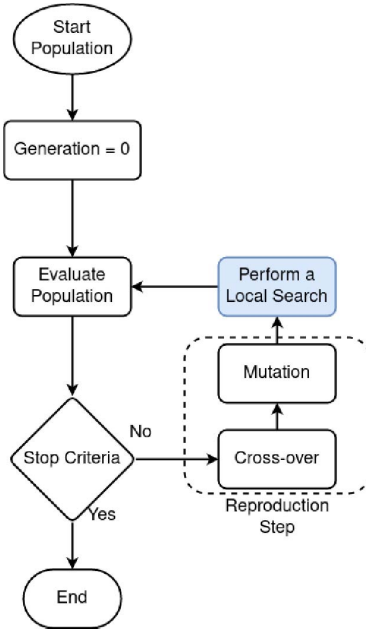 Start
Population
Generation = 0
Evaluate
Population
Perform a
Local Search
Mutation
No
Stop Criteria
Cross-over
Yes
Reproduction
Step
End